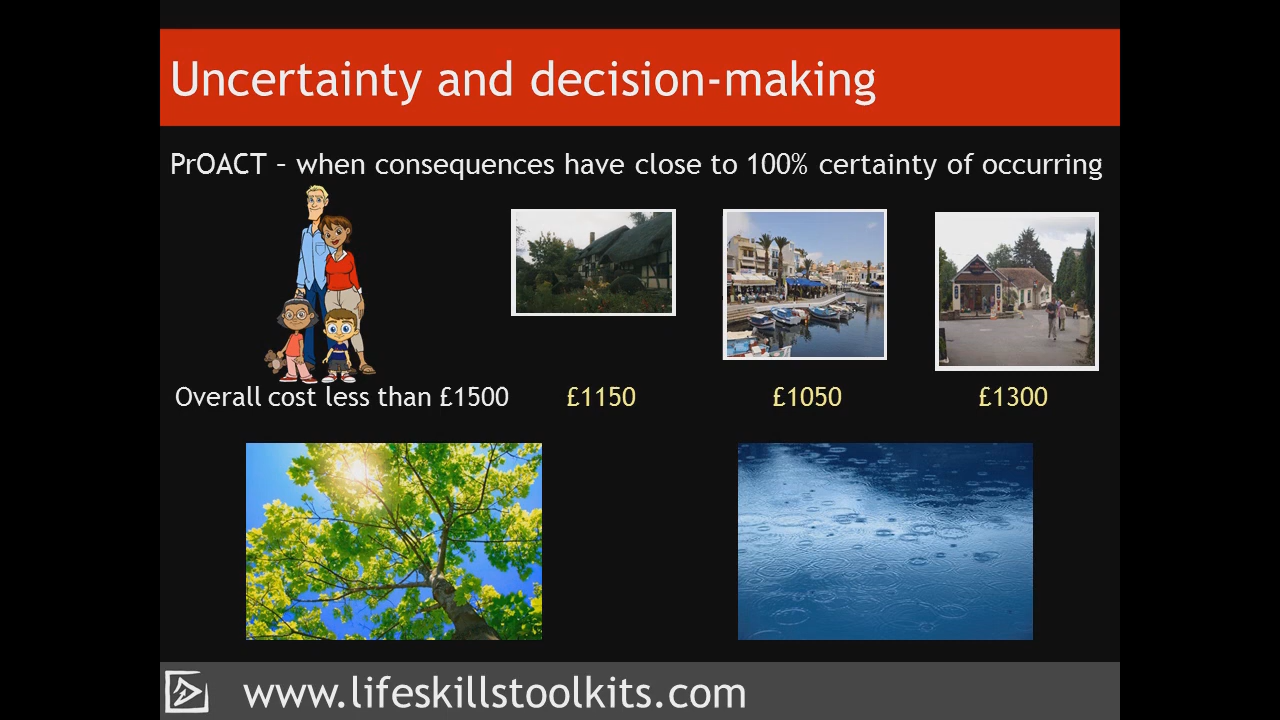 Uncertainty and decision-making
PrOACT – when consequences have close to 100% certainty of occurring
Overall cost less than £1500 £1150 £1050 £1300
www.lifeskillstoolkits.com